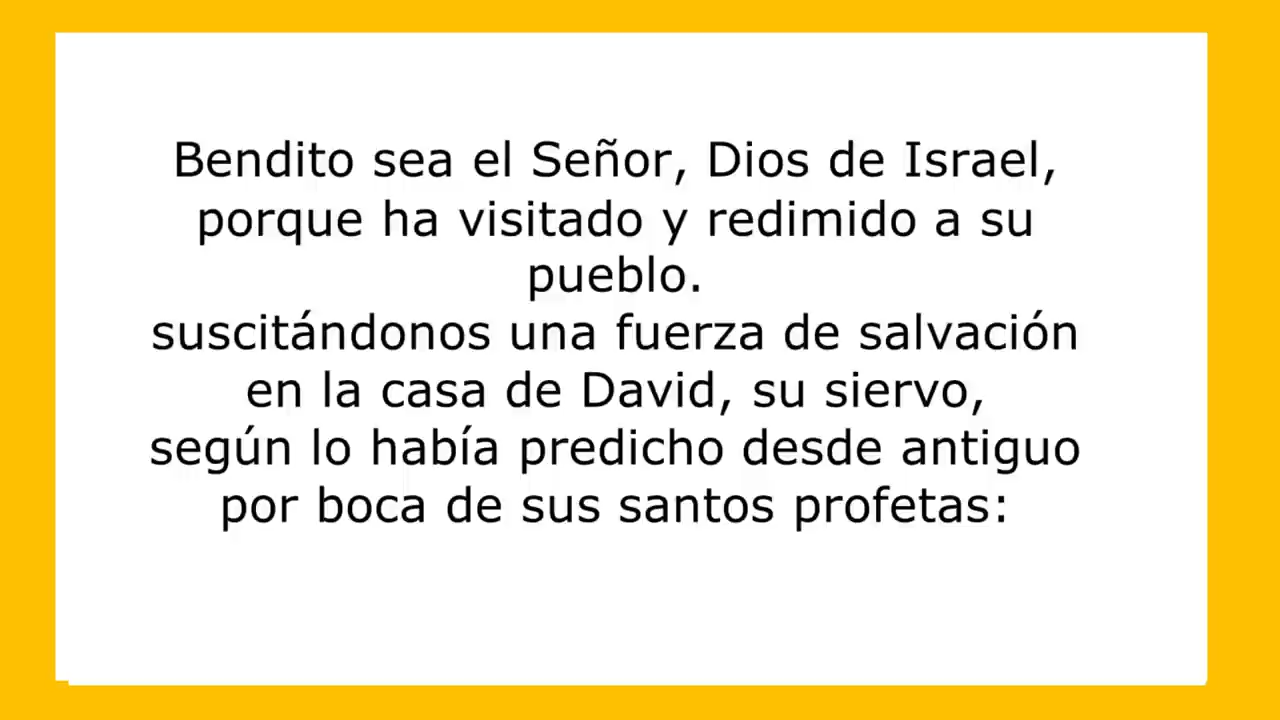 Bendito sea el Señor, Dios de Israel,
porque ha visitado y redimido a su
pueblo.
suscitándonos una fuerza de salvación
en la casa de David, su siervo,
según lo había predicho desde antiguo
por boca de sus santos profetas: